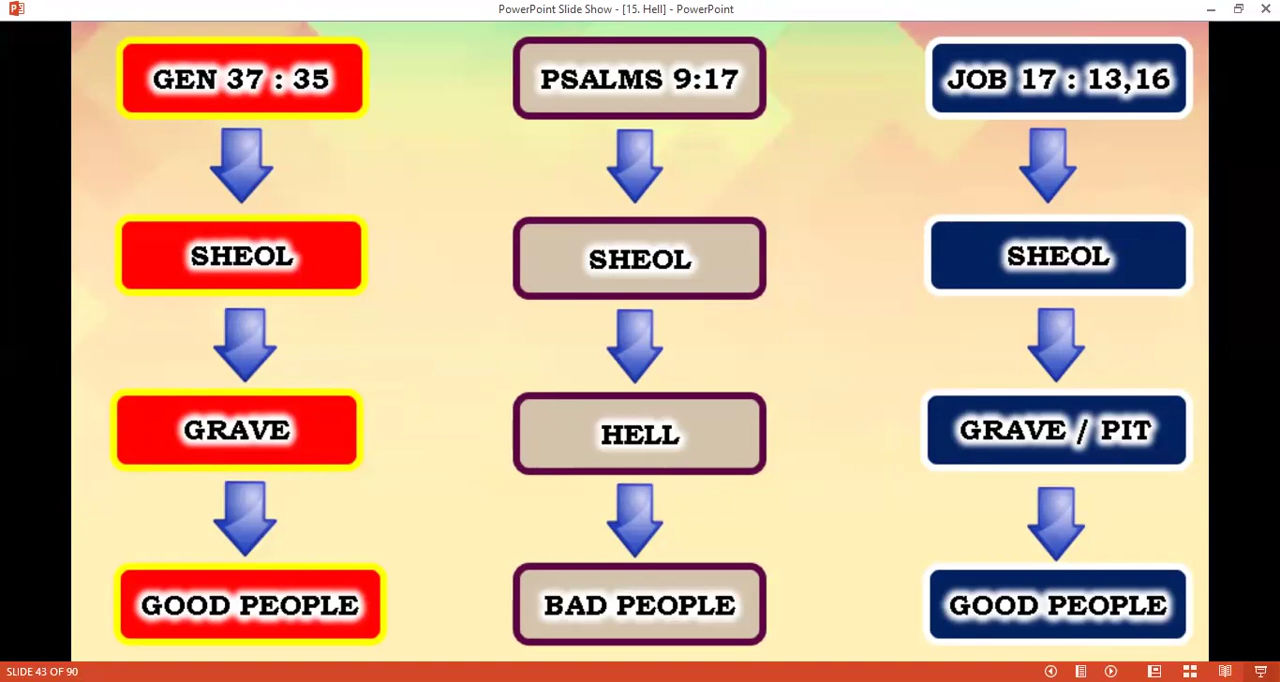 PowerPoint Slide Show - [15. Hell] - PowerPoint
GEN 37 : 35
PSALMS 9:17
JOB 17 : 13,16
SHEOL
SHEOL
SHEOL
GRAVE
HELL
GRAVE / PIT
GOOD PEOPLE
BAD PEOPLE
GOOD PEOPLE
SLIDE 43 OF 90